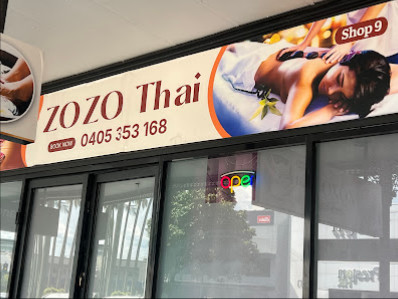 Shop 9
ZOZO Thai
BOOK NOW 0405 353 168
open